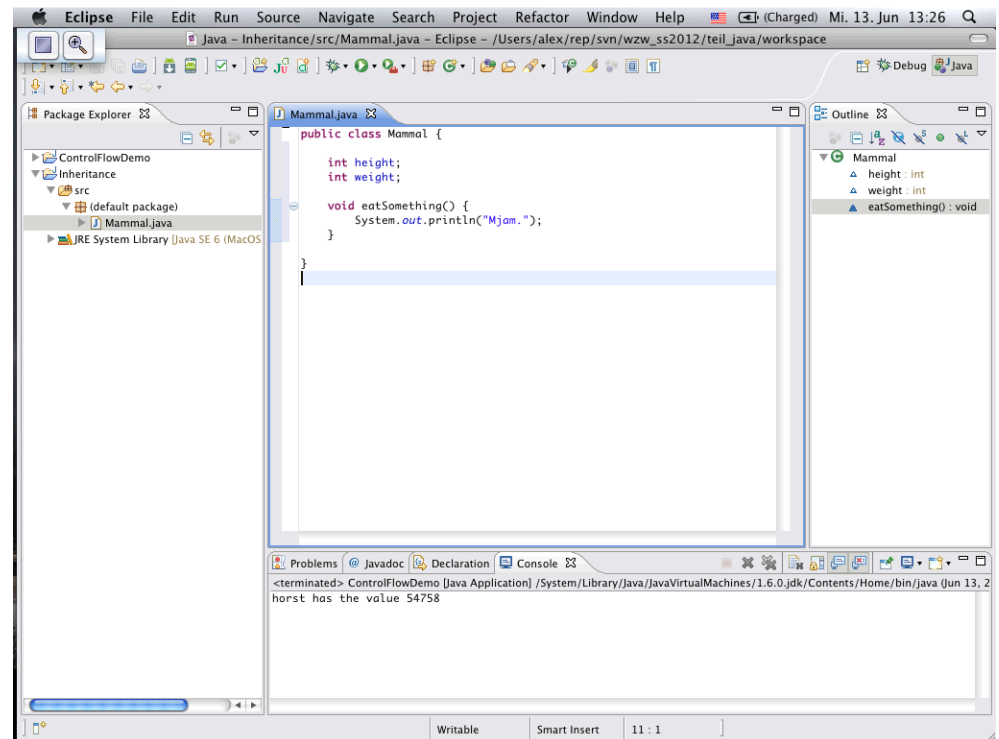 Eclipse File Edit Run Source Navigate Search Project Refactor Window Help (Charged) Mi. 13. Jun 13:26
Java – Inheritance/src/Mammal.java – Eclipse – /Users/alex/rep/svn/wzw_ss2012/teil_java/workspace
Debug Java
Package Explorer
ControlFlowDemo
Inheritance
src
(default package)
Mammal.java
JRE System Library [Java SE 6 (MacOS
Mammal.java
public class Mammal {
int height;
int weight;
void eatSomething() {
System.out.println("Mjam.");
}
}
Outline
Mammal
height : int
weight : int
eatSomething() : void
Problems @ Javadoc Declaration Console
<terminated> ControlFlowDemo [Java Application] /System/Library/Java/JavaVirtualMachines/1.6.0.jdk/Contents/Home/bin/java (Jun 13, 2
horst has the value 54758
Writable Smart Insert 11 : 1